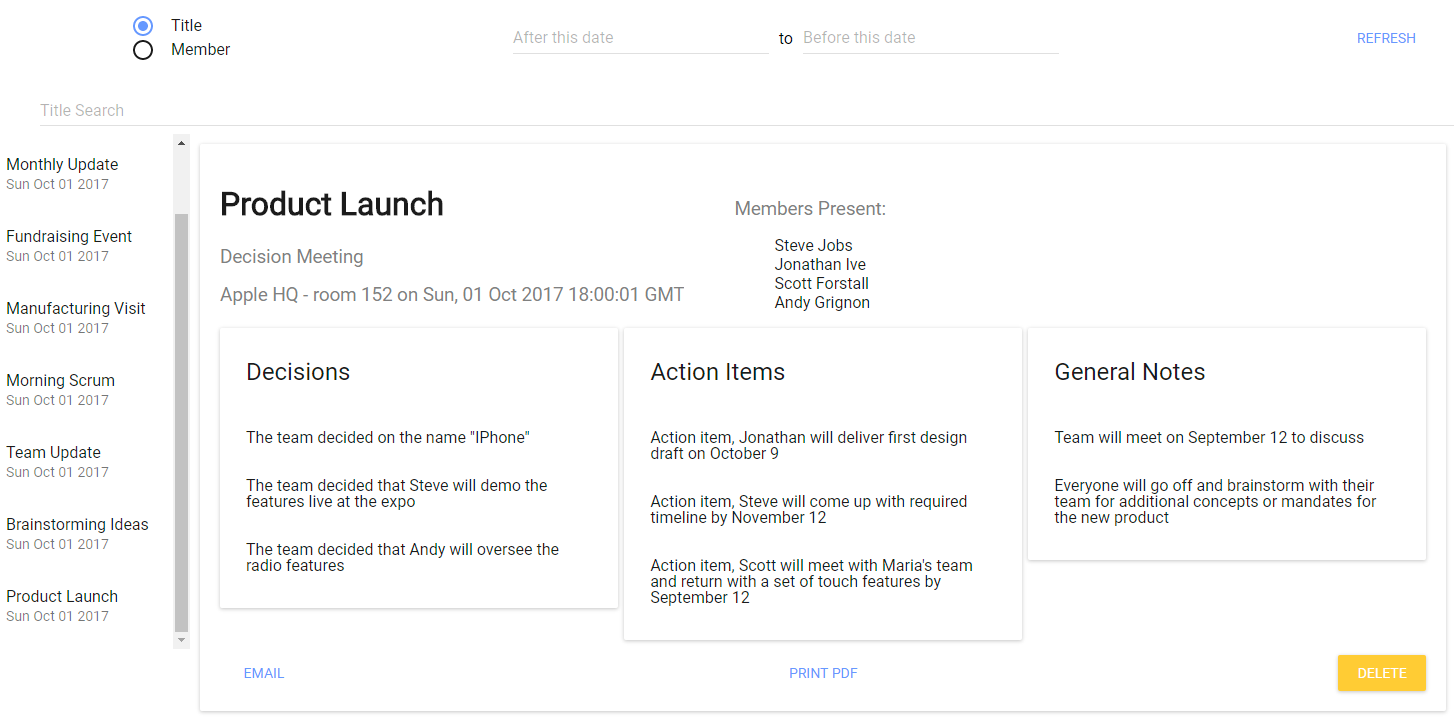 Title
Member
After this date to Before this date
REFRESH
Title Search
Monthly Update
Sun Oct 01 2017
Fundraising Event
Sun Oct 01 2017
Manufacturing Visit
Sun Oct 01 2017
Morning Scrum
Sun Oct 01 2017
Team Update
Sun Oct 01 2017
Brainstorming Ideas
Sun Oct 01 2017
Product Launch
Sun Oct 01 2017
Product Launch
Decision Meeting
Apple HQ - room 152 on Sun, 01 Oct 2017 18:00:01 GMT
Members Present:
Steve Jobs
Jonathan Ive
Scott Forstall
Andy Grignon
Decisions
The team decided on the name "IPhone"
The team decided that Steve will demo the
features live at the expo
The team decided that Andy will oversee the
radio features
Action Items
Action item, Jonathan will deliver first design
draft on October 9
Action item, Steve will come up with required
timeline by November 12
Action item, Scott will meet with Maria's team
and return with a set of touch features by
September 12
General Notes
Team will meet on September 12 to discuss
Everyone will go off and brainstorm with their
team for additional concepts or mandates for
the new product
EMAIL
PRINT PDF
DELETE